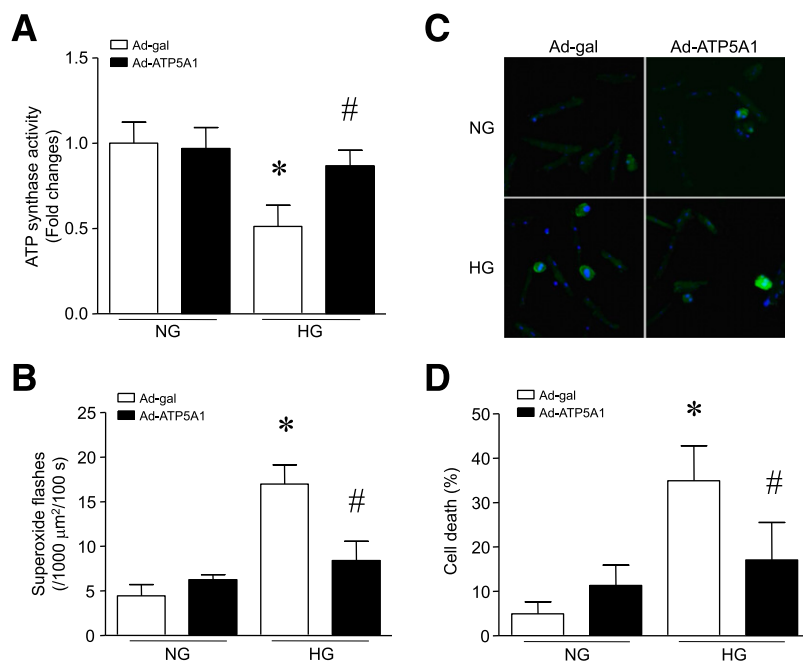 A
Ad-gal
Ad-ATP5A1
ATP synthase activity
(Fold changes)
1.5
1.0
0.5
0.0
*
#
NG
HG
B
Ad-gal
Ad-ATP5A1
Superoxide flashes
(/1000 µm²/100 s)
25
20
15
10
5
0
*
#
NG
HG
C
Ad-gal
Ad-ATP5A1
NG
HG
D
Ad-gal
Ad-ATP5A1
Cell death (%)
50
40
30
20
10
0
*
#
NG
HG